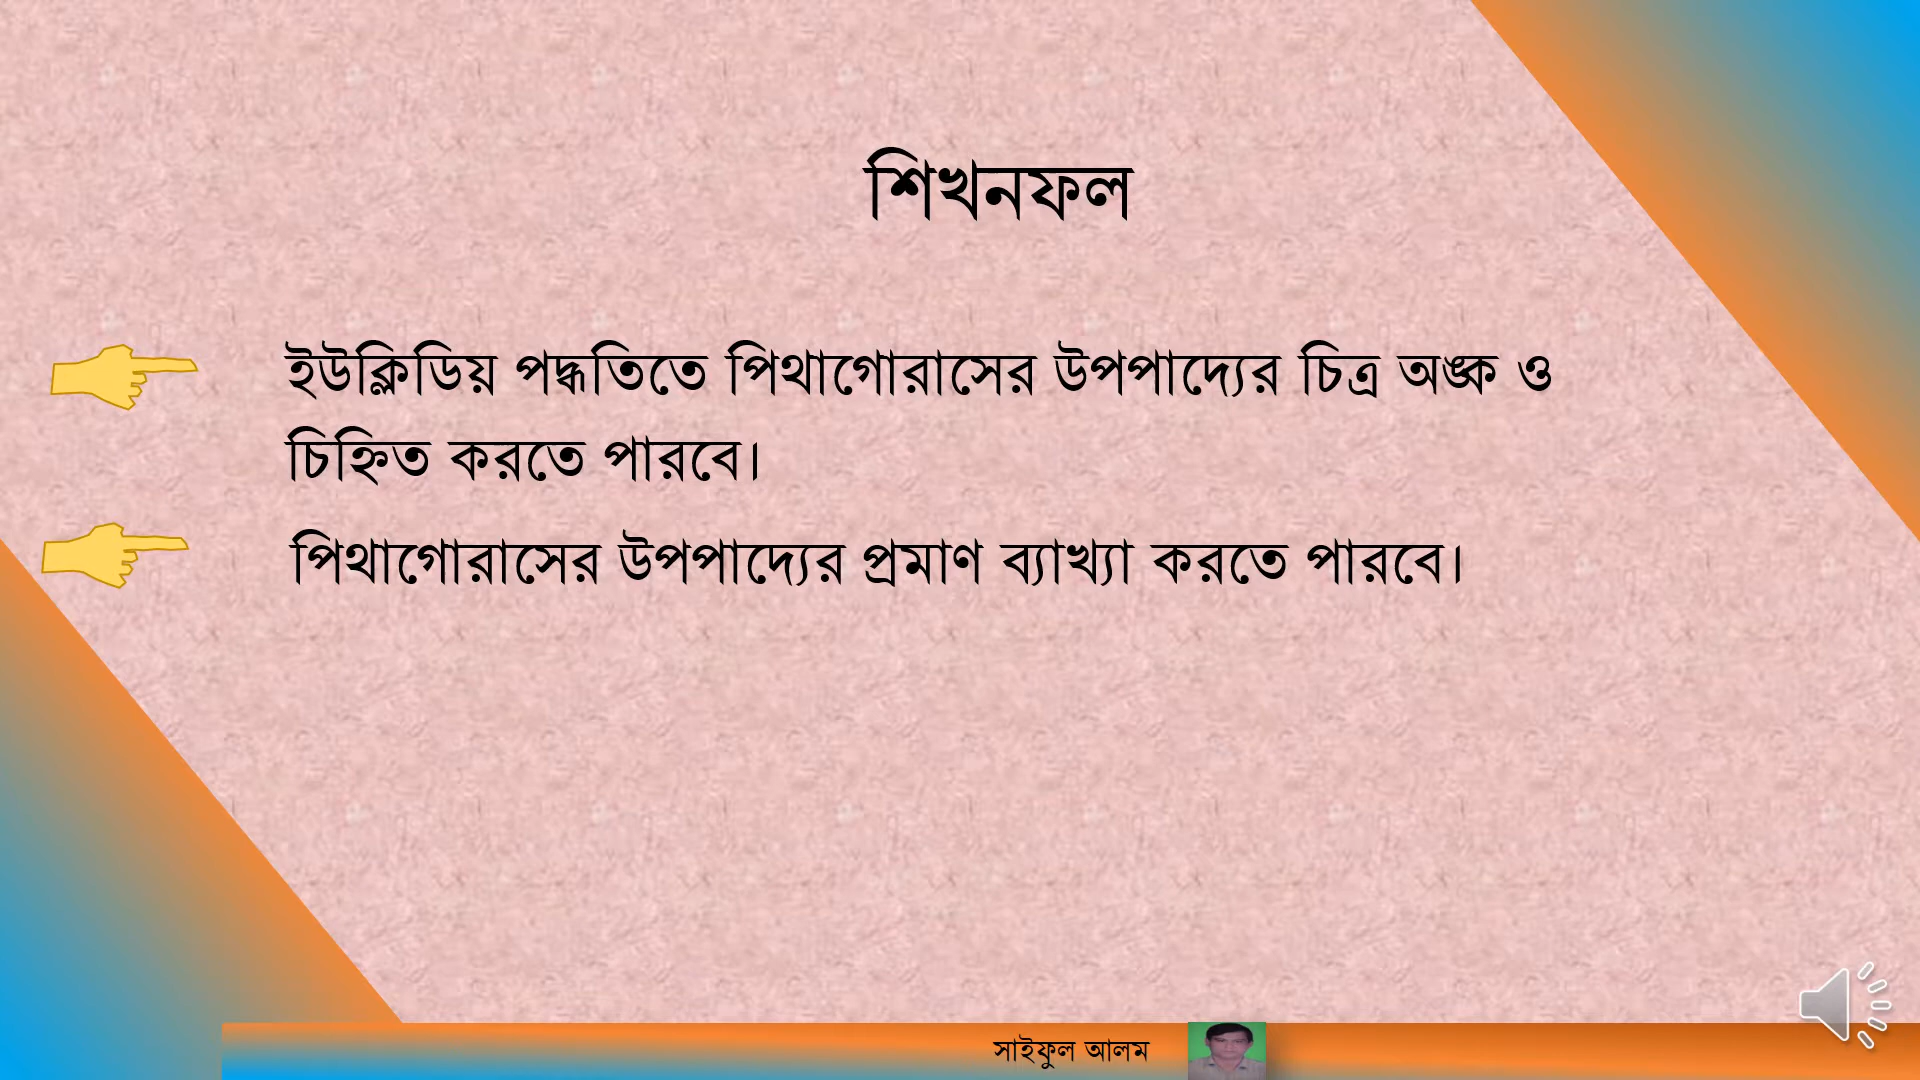 শিখনফল
ইউক্লিডিয় পদ্ধতিতে পিথাগোরাসের উপপাদ্যের চিত্র অঙ্ক ও
চিহ্নিত করতে পারবে।
পিথাগোরাসের উপপাদ্যের প্রমাণ ব্যাখ্যা করতে পারবে।
সাইফুল আলম